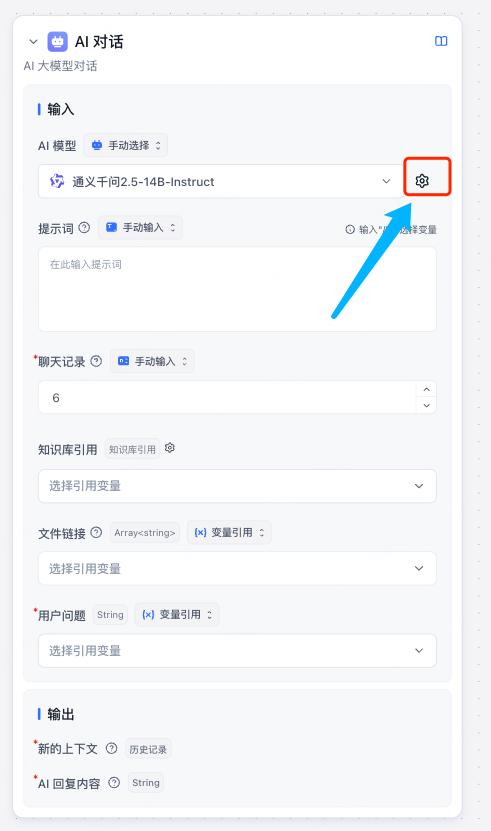 AI 对话
AI 大模型对话
输入
AI 模型 手动选择
通义千问2.5-14B-Instruct
提示词 手动输入 输入"/选择变量
在此输入提示词
*聊天记录 手动输入
6
知识库引用 知识库引用
选择引用变量
文件链接 Array<string> 变量引用
选择引用变量
*用户问题 String 变量引用
选择引用变量
输出
*新的上下文 历史记录
*AI 回复内容 String